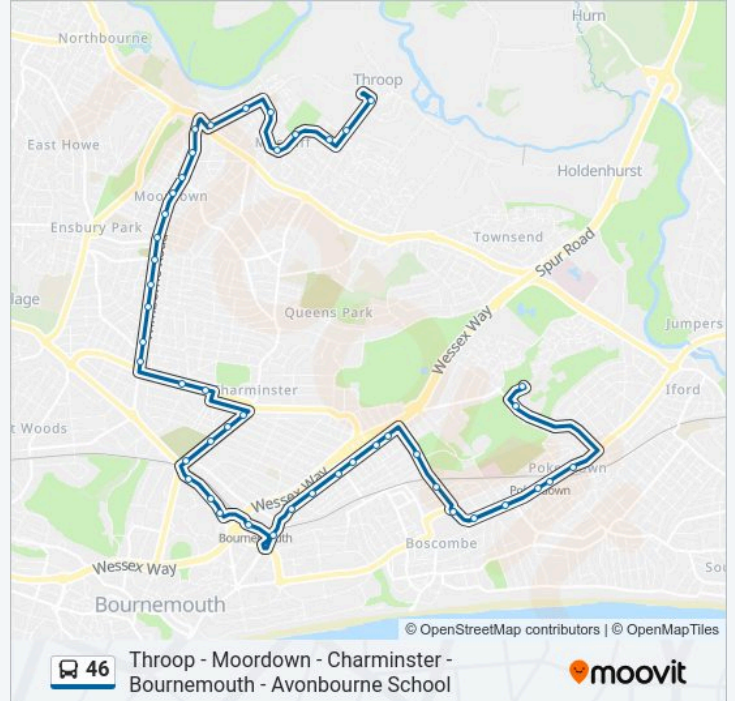 Hurn
Northbourne
Throop
East Howe
Holdenhurst
Moordown
Ensbury Park
Townsend
Spur Road
Queens Park
Jumpers
Wessex Way
Charminster
Iford
Wessex Way
Pokesdown
Pokesdown
Bournemouth
Boscombe
Wessex Way
Bournemouth
© OpenStreetMap contributors | © OpenMapTiles
46
Throop - Moordown - Charminster -
Bournemouth - Avonbourne School
moovit